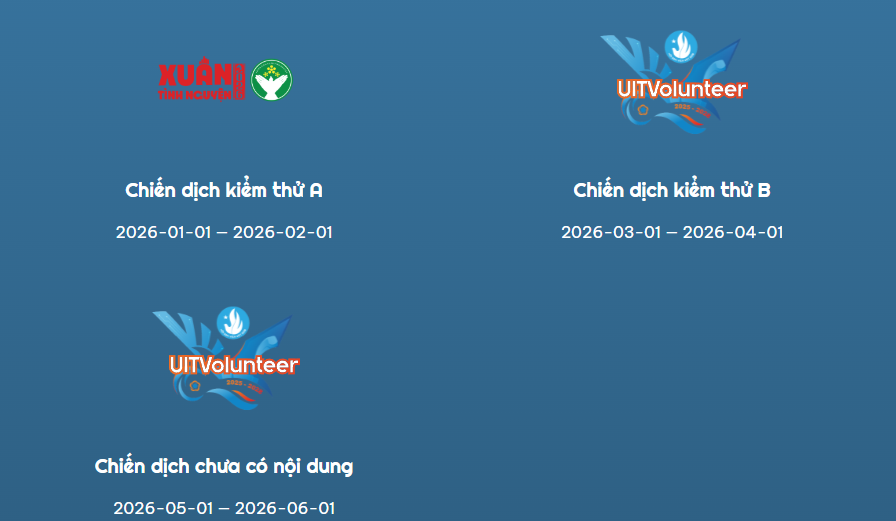 XUÂN
TÌNH NGUYỆN
UITVolunteer
Chiến dịch kiểm thử A
Chiến dịch kiểm thử B
2026-01-01 – 2026-02-01
2026-03-01 – 2026-04-01
UITVolunteer
Chiến dịch chưa có nội dung
2026-05-01 – 2026-06-01